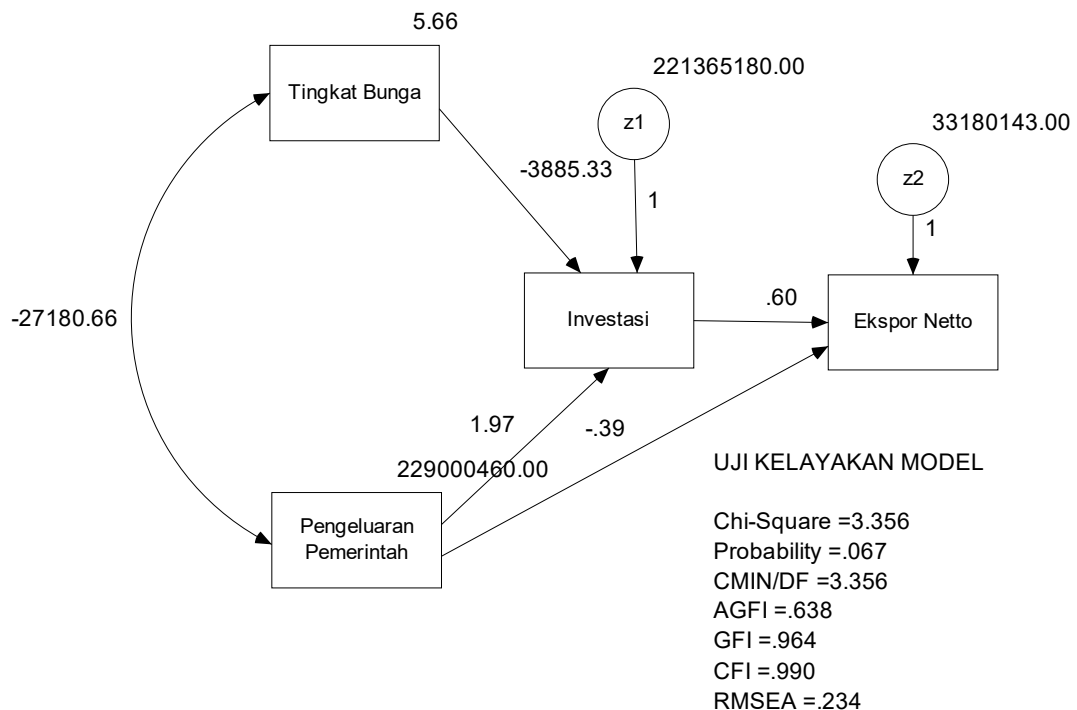 5.66
Tingkat Bunga
221365180.00
z1
33180143.00
z2
-3885.33
1
1
-27180.66
Investasi
.60
Ekspor Netto
1.97
-.39
229000460.00
Pengeluaran
Pemerintah
UJI KELAYAKAN MODEL
Chi-Square =3.356
Probability =.067
CMIN/DF =3.356
AGFI =.638
GFI =.964
CFI =.990
RMSEA =.234